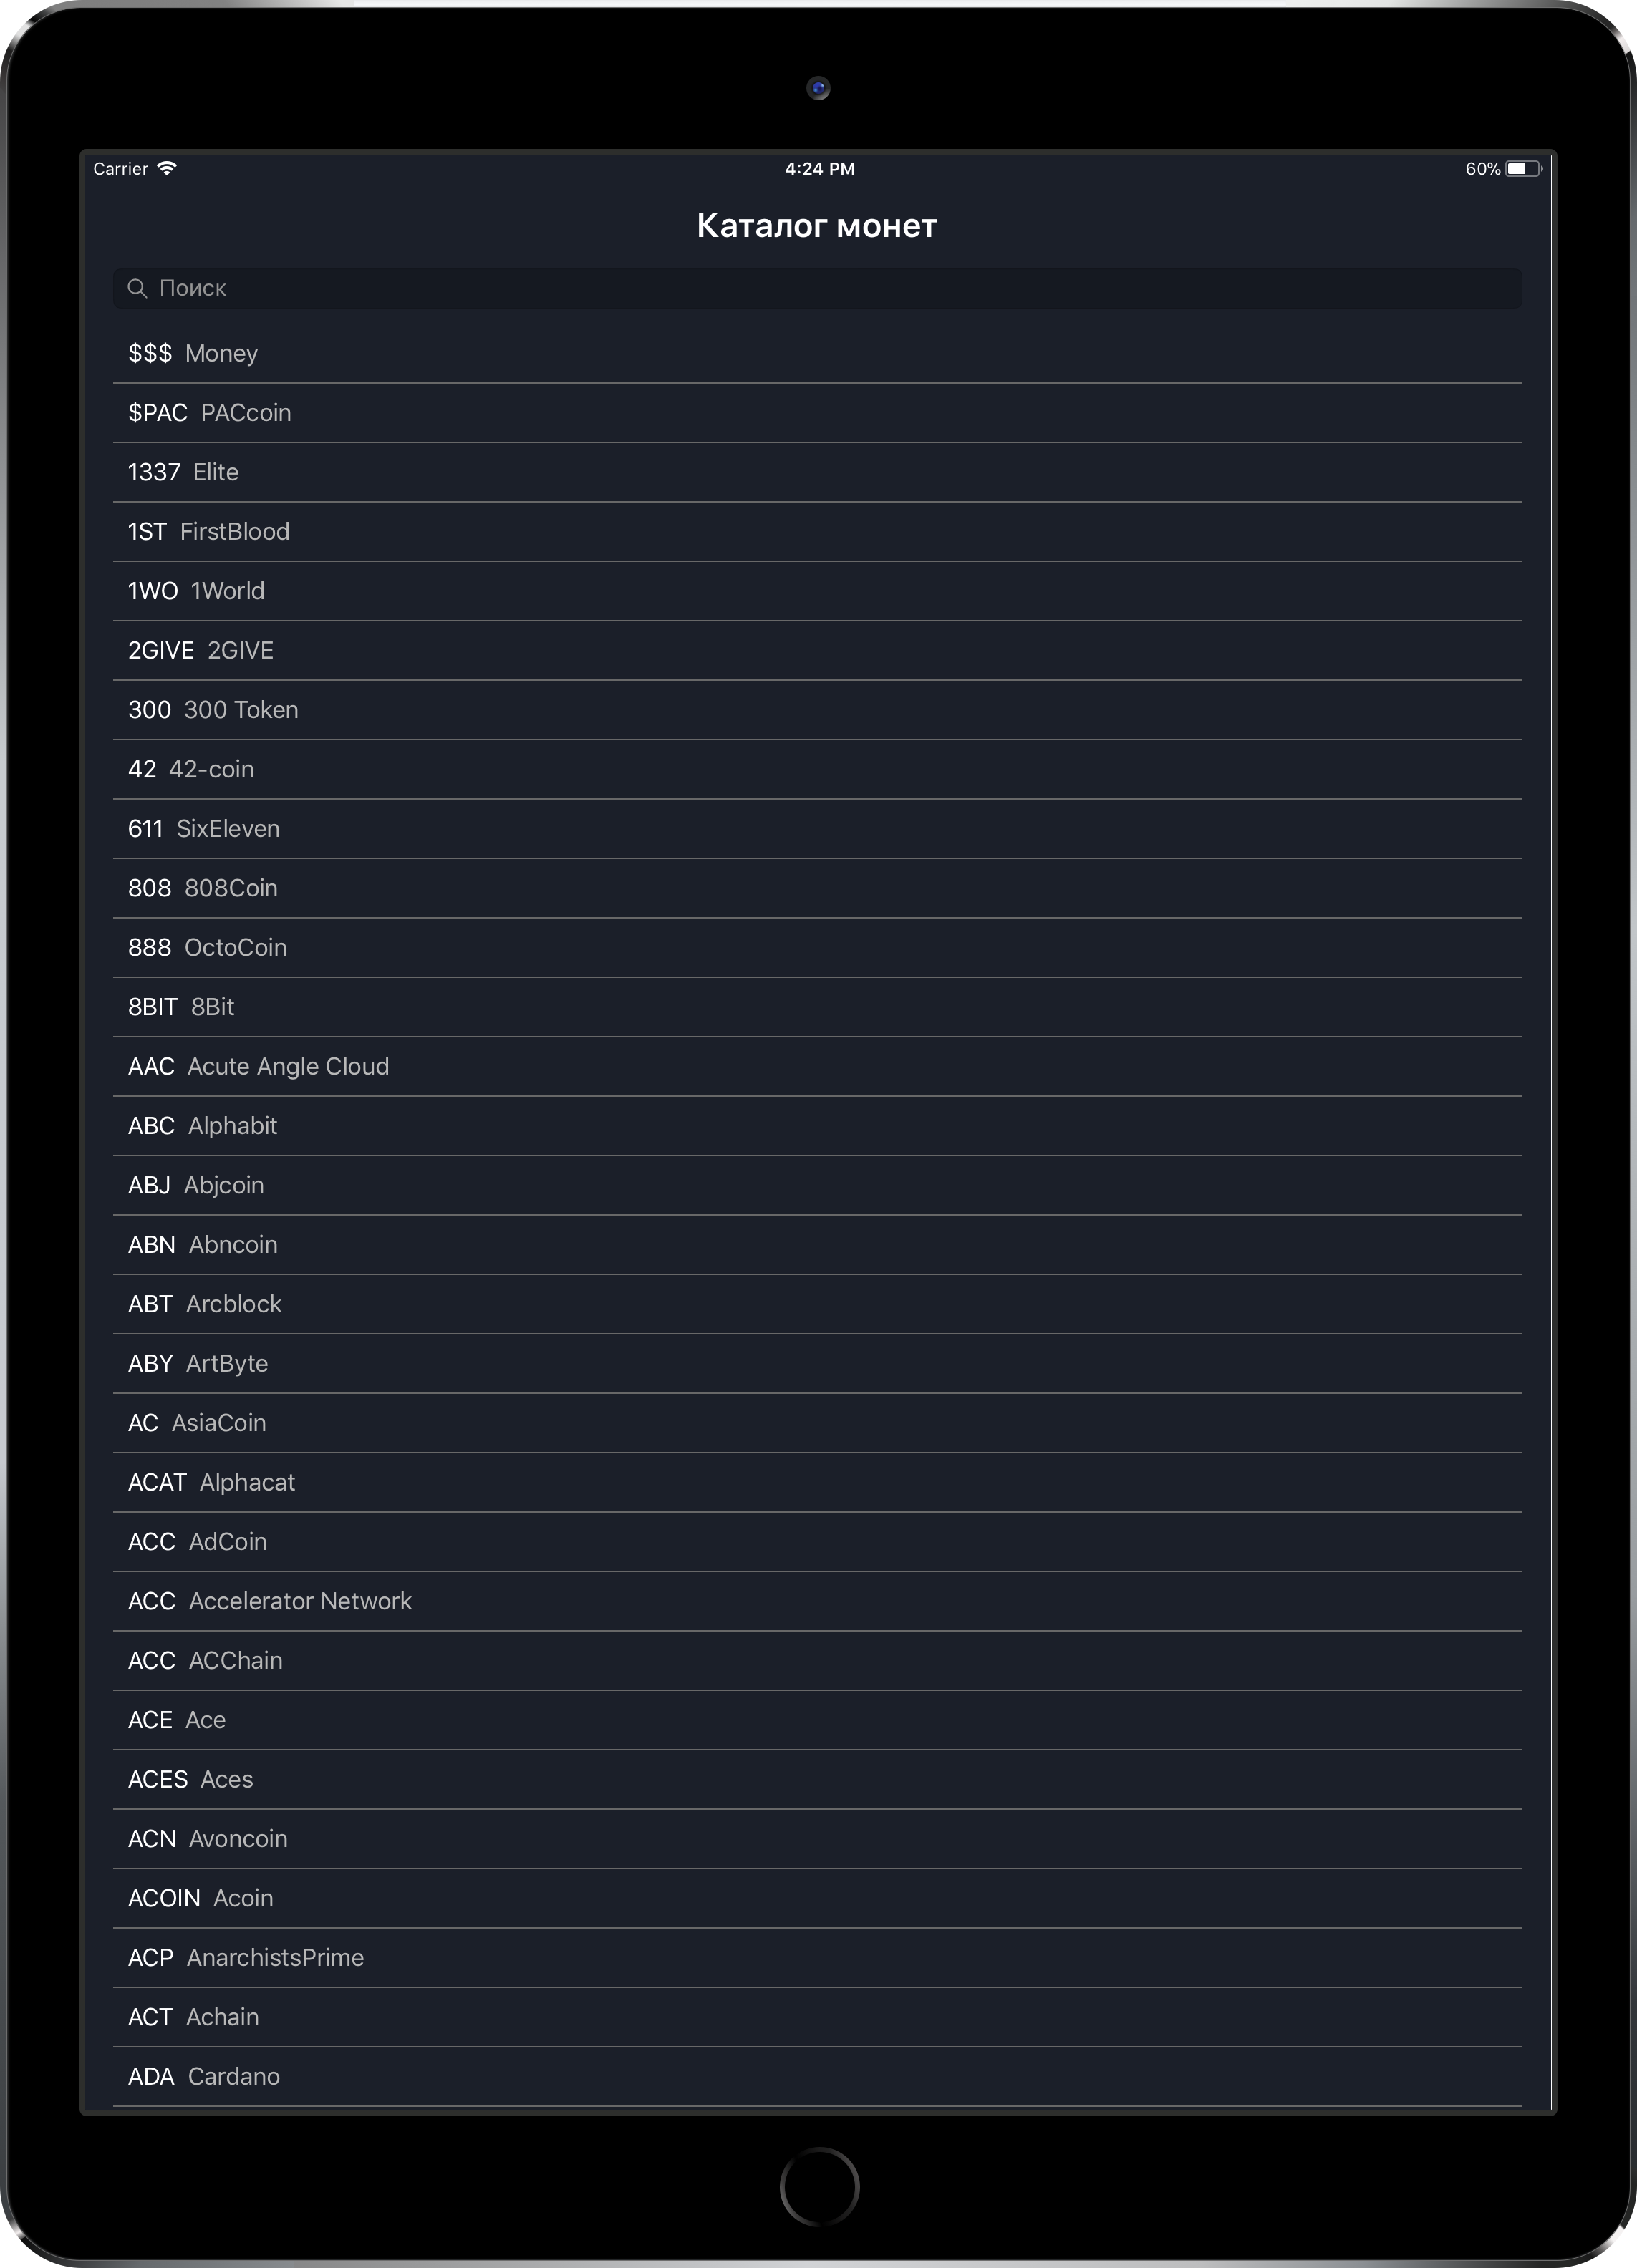 Carrier 4:24 PM 60%
Каталог монет
Поиск
$$$ Money
$PAC PACcoin
1337 Elite
1ST FirstBlood
1WO 1World
2GIVE 2GIVE
300 300 Token
42 42-coin
611 SixEleven
808 808Coin
888 OctoCoin
8BIT 8Bit
AAC Acute Angle Cloud
ABC Alphabit
ABJ Abjcoin
ABN Abncoin
ABT Arcblock
ABY ArtByte
AC AsiaCoin
ACAT Alphacat
ACC AdCoin
ACC Accelerator Network
ACC ACChain
ACE Ace
ACES Aces
ACN Avoncoin
ACOIN Acoin
ACP AnarchistsPrime
ACT Achain
ADA Cardano